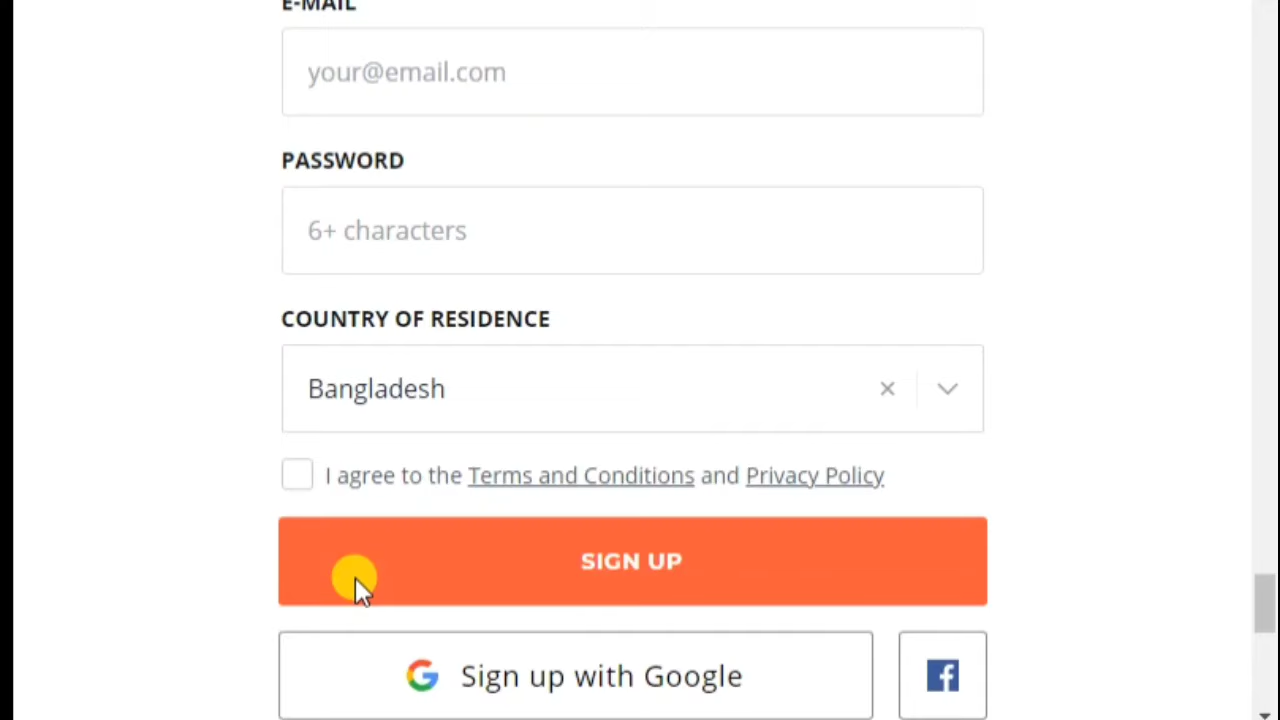 E-MAIL
your@email.com
PASSWORD
6+ characters
COUNTRY OF RESIDENCE
Bangladesh
I agree to the Terms and Conditions and Privacy Policy
SIGN UP
Sign up with Google